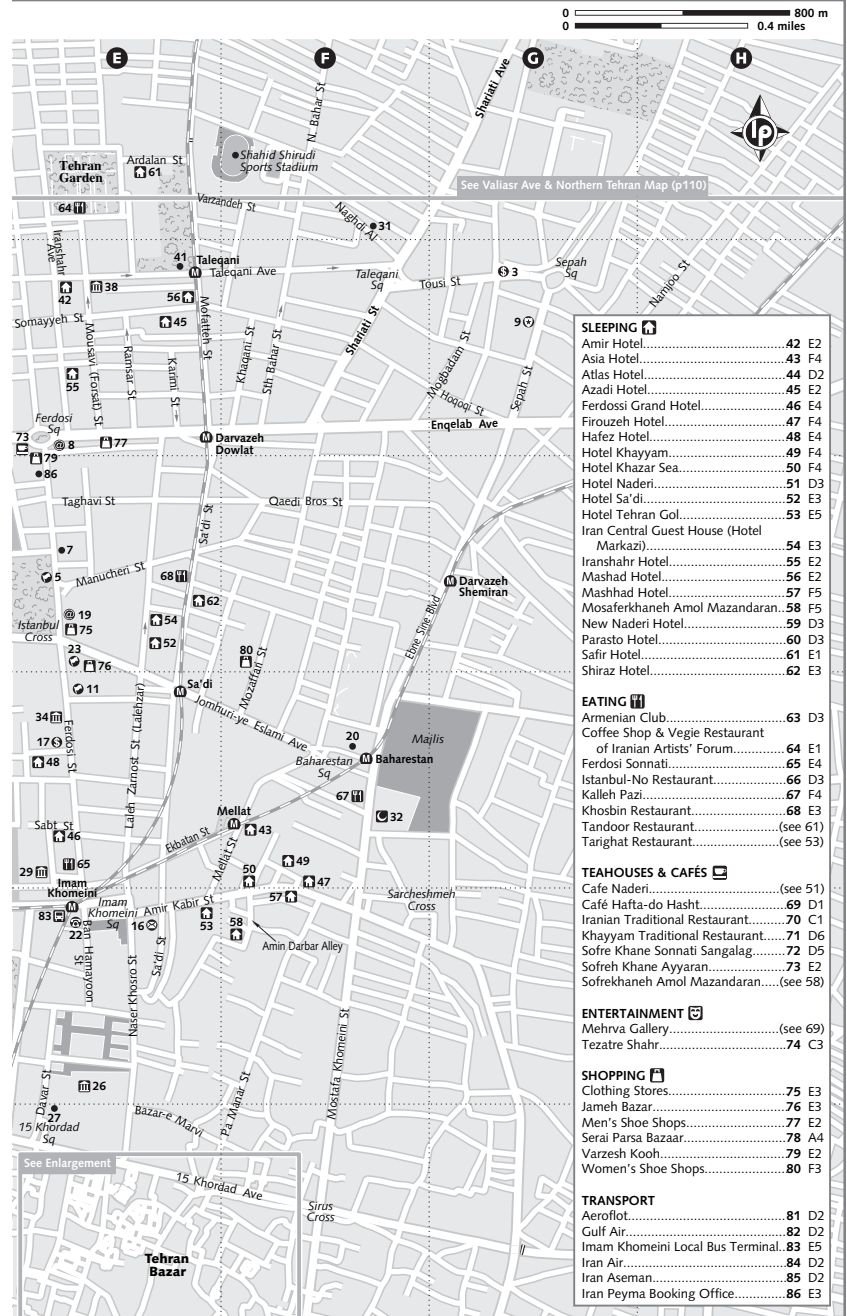 0 800 m
0 0.4 miles
E
F
G
H
lp
N. Bahar St
Shariati Ave
Tehran
Garden
Ardalan St
61
Shahid Shirudi
Sports Stadium
See Valiasr Ave & Northern Tehran Map (p110)
64
Varzandeh St
Naghdi Al
31
Iranshahr
Ave
41
Taleqani
M
Taleqani Ave
Taleqani
Sq
Tousi St
$ 3
Sepah
Sq
Namjoo St
42
38
56
Somayyeh St
45
9
Mousavi (Forsat) St
Ramsar St
Karimi St
Mofatteh St
Khaqani St
Sth Bahar St
Shariati St
Mogbadam St
Hoqoqi St
Sepah St
55
Ferdosi
Sq
73
@ 8
77
M
Darvazeh
Dowlat
Enqelab Ave
79
86
Taghavi St
Qaedi Bros St
Sa'di St
7
5
Manucheri St
68
M
Darvazeh
Shemiran
62
@ 19
Istanbul
Cross
75
54
52
23
76
80
Mozaffari St
Ebne Sine Blvd
11
M
Sa'di
Jomhuri-ye Eslami Ave
34
17 $
48
Ferdosi St
Laleh Zarnost St (Lalehzar)
20
Baharestan
Sq
M
Baharestan
Majlis
67
32
Mellat
M
43
Sabt St
46
Ekbatan St
Mellat St
29
65
49
50
47
57
Imam
Khomeini
M
Imam
Khomeini
Sq
Amir Kabir St
Sarcheshmeh
Cross
83
22
16
53
58
Amin Darbar Alley
Ban Hamayoon
St
Naser Khosro St
Sa'di St
26
Davar St
27
15 Khordad
Sq
Bazar-e Marvi
Pa Manar St
Mostafa Khomeini St
See Enlargement
15 Khordad Ave
Sirus
Cross
Tehran
Bazar
SLEEPING
Amir Hotel 42 E2
Asia Hotel 43 F4
Atlas Hotel 44 D2
Azadi Hotel 45 E2
Ferdossi Grand Hotel 46 E4
Firouzeh Hotel 47 F4
Hafez Hotel 48 E4
Hotel Khayyam 49 F4
Hotel Khazar Sea 50 F4
Hotel Naderi 51 D3
Hotel Sa'di 52 E3
Hotel Tehran Gol 53 E5
Iran Central Guest House (Hotel
Markazi) 54 E3
Iranshahr Hotel 55 E2
Mashad Hotel 56 E2
Mashhad Hotel 57 F5
Mosaferkhaneh Amol Mazandaran..58 F5
New Naderi Hotel 59 D3
Parasto Hotel 60 D3
Safir Hotel 61 E1
Shiraz Hotel 62 E3
EATING
Armenian Club 63 D3
Coffee Shop & Vegie Restaurant
of Iranian Artists' Forum 64 E1
Ferdosi Sonnati 65 E4
Istanbul-No Restaurant 66 D3
Kalleh Pazi 67 F4
Khosbin Restaurant 68 E3
Tandoor Restaurant (see 61)
Tarighat Restaurant (see 53)
TEAHOUSES & CAFÉS
Cafe Naderi (see 51)
Café Hafta-do Hasht 69 D1
Iranian Traditional Restaurant 70 C1
Khayyam Traditional Restaurant 71 D6
Sofre Khane Sonnati Sangalag 72 D5
Sofreh Khane Ayyaran 73 E2
Sofrekhaneh Amol Mazandaran (see 58)
ENTERTAINMENT
Mehrva Gallery (see 69)
Tezatre Shahr 74 C3
SHOPPING
Clothing Stores 75 E3
Jameh Bazar 76 E3
Men's Shoe Shops 77 E2
Serai Parsa Bazaar 78 A4
Varzesh Kooh 79 E2
Women's Shoe Shops 80 F3
TRANSPORT
Aeroflot 81 D2
Gulf Air 82 D2
Imam Khomeini Local Bus Terminal..83 E5
Iran Air 84 D2
Iran Aseman 85 D2
Iran Peyma Booking Office 86 E3